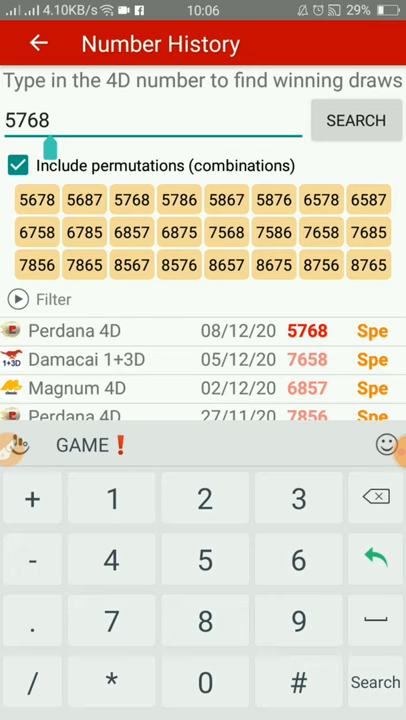 4.10KB/s 10:06 29%
Number History
Type in the 4D number to find winning draws
5768 SEARCH
Include permutations (combinations)
5678 5687 5768 5786 5867 5876 6578 6587
6758 6785 6857 6875 7568 7586 7658 7685
7856 7865 8567 8576 8657 8675 8756 8765
Filter
Perdana 4D 08/12/20 5768 Spe
1+3D Damacai 1+3D 05/12/20 7658 Spe
Magnum 4D 02/12/20 6857 Spe
Perdana 4D 27/11/20 7856 Spe
GAME❗
+ 1 2 3
- 4 5 6
. 7 8 9
/ * 0 # Search